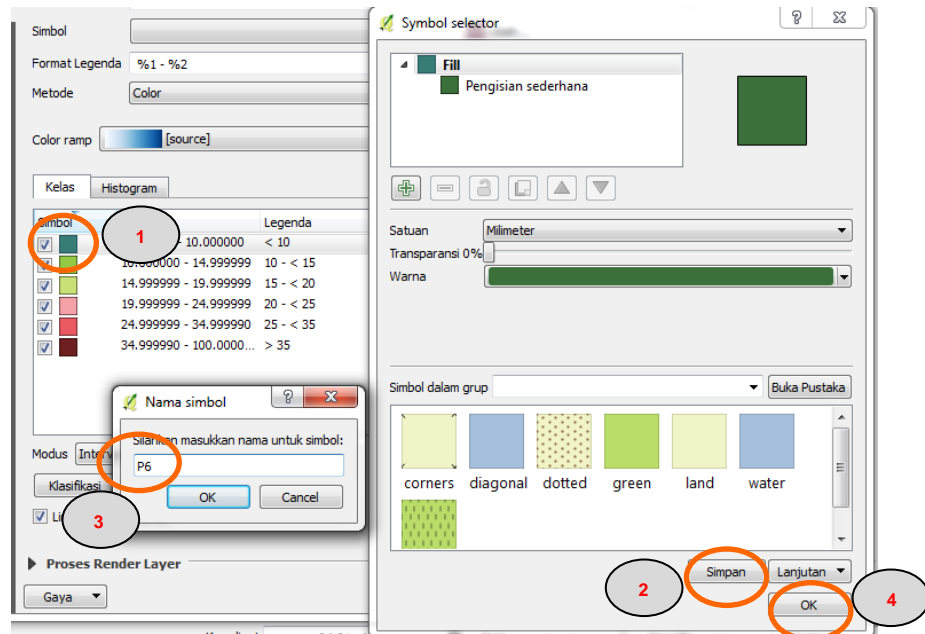 Simbol
Format Legenda %1 - %2
Metode Color
Color ramp [source]
Kelas Histogram
Simbol Legenda
1
- 10.000000 < 10
10.000000 - 14.999999 10 - < 15
14.999999 - 19.999999 15 - < 20
19.999999 - 24.999999 20 - < 25
24.999999 - 34.999990 25 - < 35
34.999990 - 100.0000... > 35
Modus
Klasifikasi
3
Proses Render Layer
Gaya
Nama simbol
Silahkan masukkan nama untuk simbol:
P6
OK Cancel
Symbol selector
Fill
Pengisian sederhana
Satuan Milimeter
Transparansi 0%
Warna
Simbol dalam grup Buka Pustaka
corners diagonal dotted green land water
2
Simpan Lanjutan
OK
4